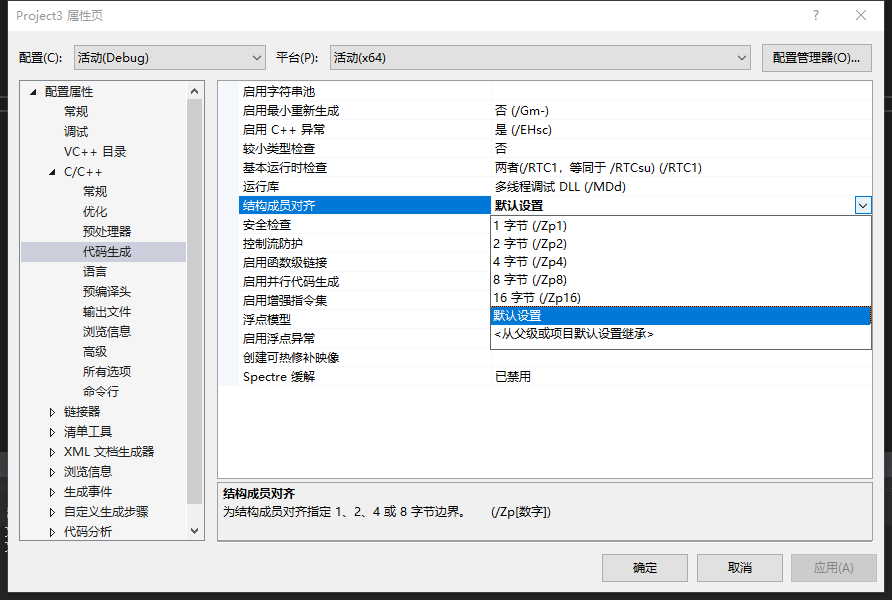 Project3 属性页
配置(C):
活动(Debug)
平台(P):
活动(x64)
配置管理器(O)...
配置属性
常规
调试
VC++ 目录
C/C++
常规
优化
预处理器
代码生成
语言
预编译头
输出文件
浏览信息
高级
所有选项
命令行
链接器
清单工具
XML 文档生成器
浏览信息
生成事件
自定义生成步骤
代码分析
启用字符串池
启用最小重新生成 否 (/Gm-)
启用 C++ 异常 是 (/EHsc)
较小类型检查 否
基本运行时检查 两者(/RTC1，等同于 /RTCsu) (/RTC1)
运行库 多线程调试 DLL (/MDd)
结构成员对齐 默认设置
安全检查
控制流防护
启用函数级链接
启用并行代码生成
启用增强指令集
浮点模型
启用浮点异常
创建可热修补映像
Spectre 缓解 已禁用
1 字节 (/Zp1)
2 字节 (/Zp2)
4 字节 (/Zp4)
8 字节 (/Zp8)
16 字节 (/Zp16)
默认设置
<从父级或项目默认设置继承>
结构成员对齐
为结构成员对齐指定 1、2、4 或 8 字节边界。 (/Zp[数字])
确定
取消
应用(A)